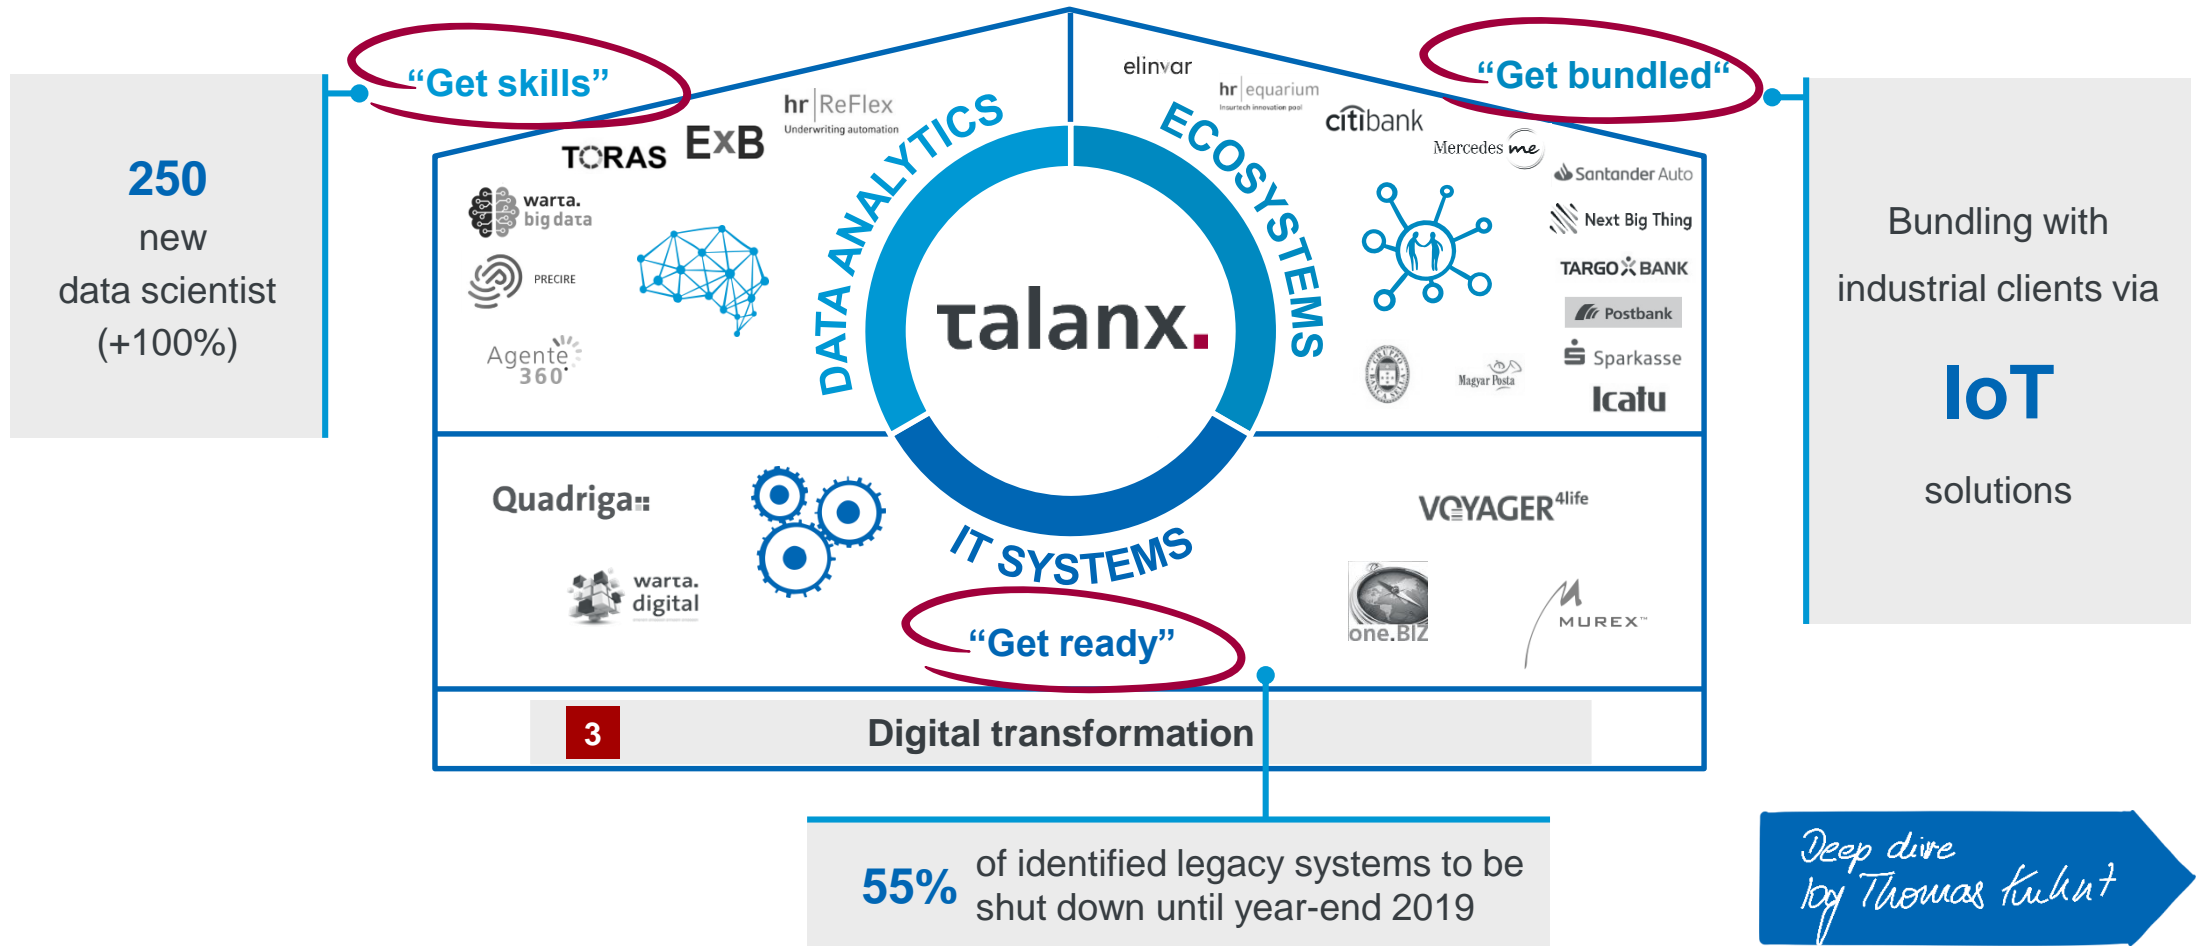 “Get skills”
250
new
data scientist
(+100%)
hr|ReFlex
Underwriting automation
ExB
TORAS
warta.
big data
PRECIRE
Agente
360
DATA ANALYTICS
talanx.
ECOSYSTEMS
IT SYSTEMS
elinvar
hr|equarium
Insurtech innovation pool
citibank
Mercedes me
Santander Auto
Next Big Thing
TARGO BANK
Postbank
Sparkasse
Icatu
Magyar Posta
“Get bundled“
Bundling with
industrial clients via
IoT
solutions
Quadriga
warta.
digital
VOYAGER4life
one.BIZ
MUREX™
“Get ready”
3
Digital transformation
55%
of identified legacy systems to be
shut down until year-end 2019
Deep dive
by Thomas Kuhnt